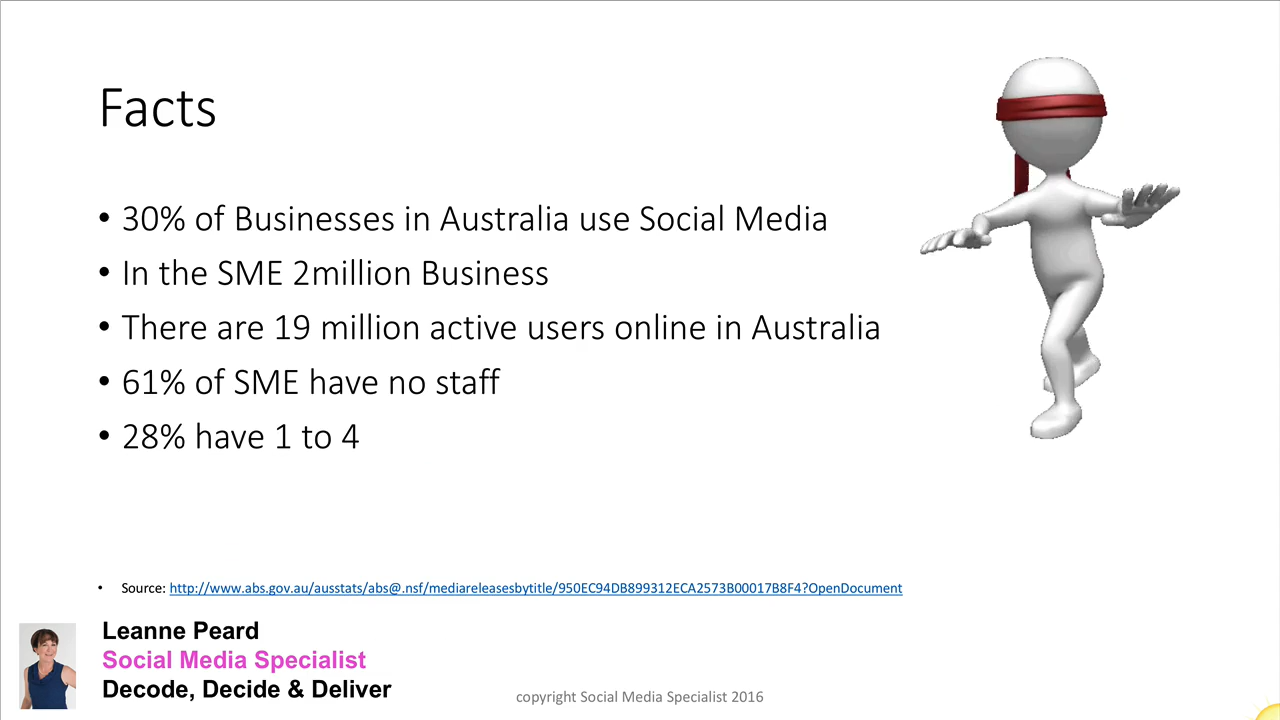 Facts
• 30% of Businesses in Australia use Social Media
• In the SME 2million Business
• There are 19 million active users online in Australia
• 61% of SME have no staff
• 28% have 1 to 4
• Source: http://www.abs.gov.au/ausstats/abs@.nsf/mediareleasesbytitle/950EC94DB899312ECA2573B00017B8F4?OpenDocument
Leanne Peard
Social Media Specialist
Decode, Decide & Deliver
copyright Social Media Specialist 2016